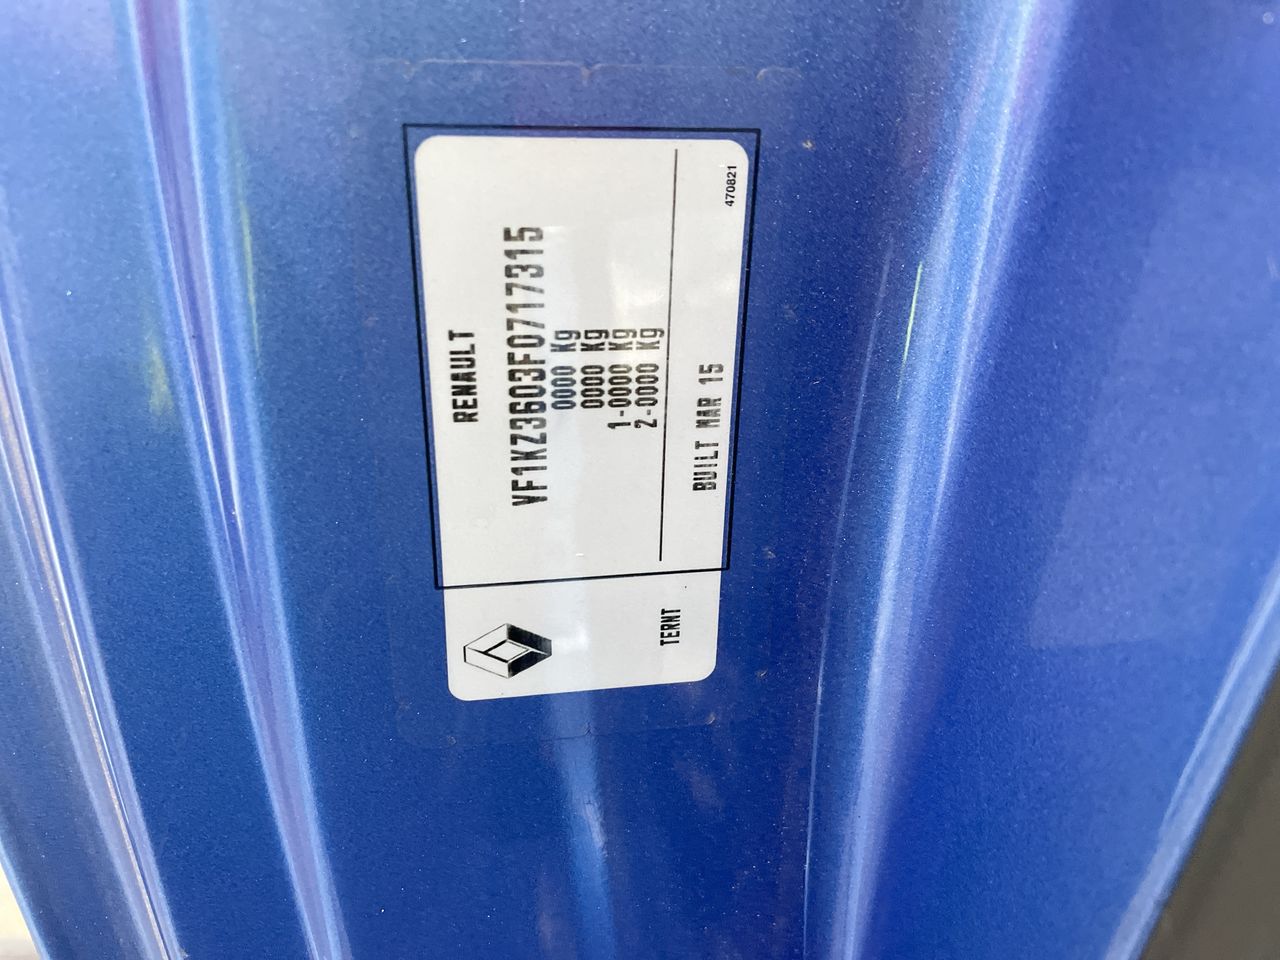 RENAULT
VF1KZ3603F0717315
0000 Kg
0000 Kg
1-0000 Kg
2-0000 Kg
BUILT MAR 15
470821
TERNT